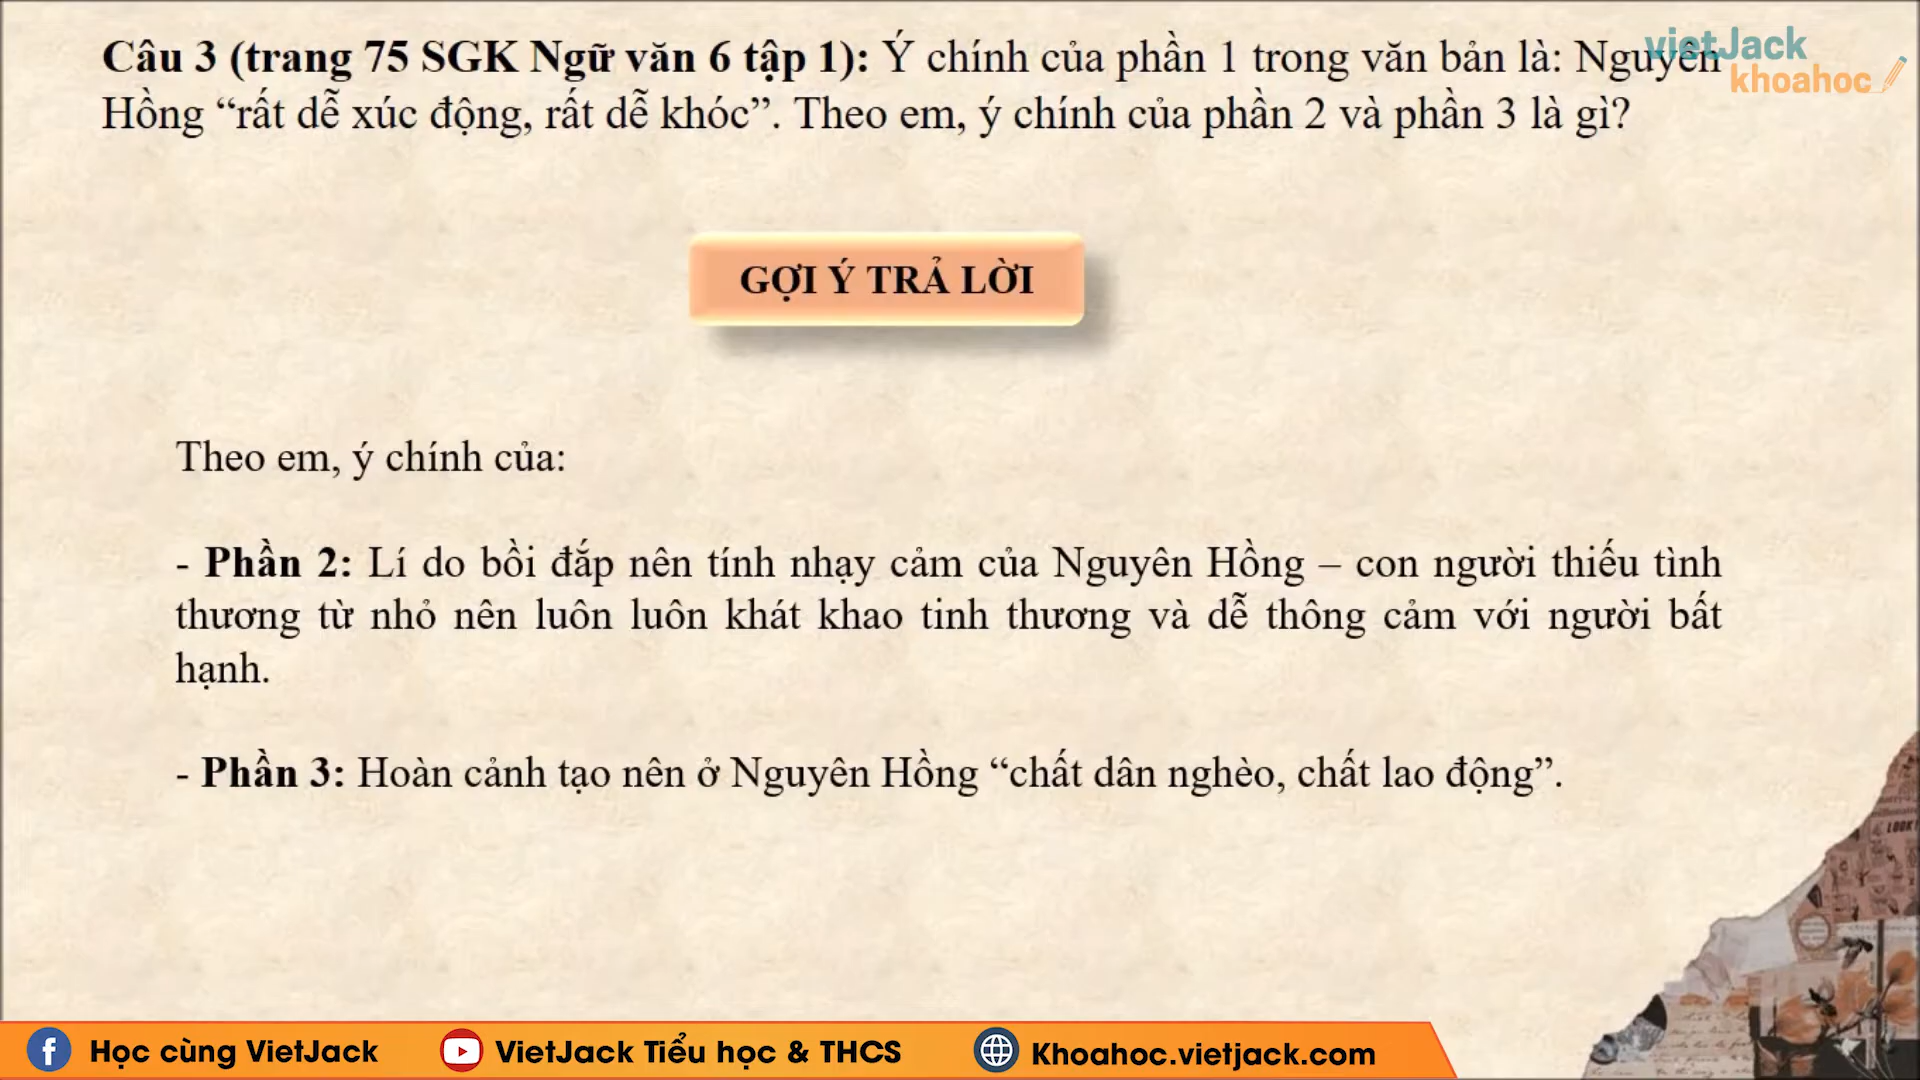 Câu 3 (trang 75 SGK Ngữ văn 6 tập 1): Ý chính của phần 1 trong văn bản là: Nguyên
Hồng “rất dễ xúc động, rất dễ khóc”. Theo em, ý chính của phần 2 và phần 3 là gì?
vietJack
khoahoc
GỢI Ý TRẢ LỜI
Theo em, ý chính của:
- Phần 2: Lí do bồi đắp nên tính nhạy cảm của Nguyên Hồng – con người thiếu tình
thương từ nhỏ nên luôn luôn khát khao tinh thương và dễ thông cảm với người bất
hạnh.
- Phần 3: Hoàn cảnh tạo nên ở Nguyên Hồng “chất dân nghèo, chất lao động”.
LOOK!
Học cùng VietJack
VietJack Tiểu học & THCS
Khoahoc.vietjack.com